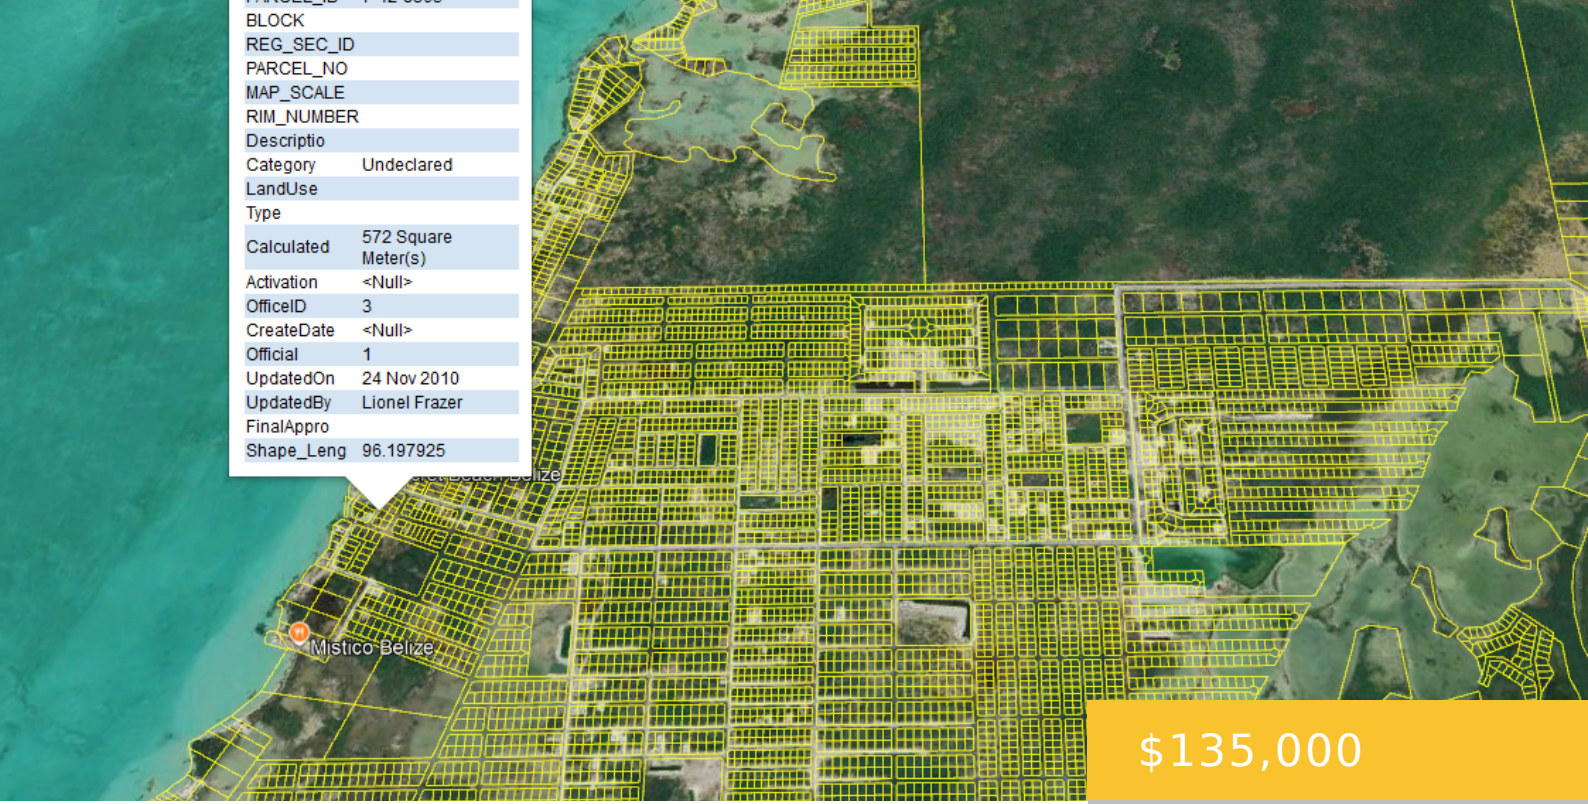 BLOCK
REG_SEC_ID
PARCEL_NO
MAP_SCALE
RIM_NUMBER
Descriptio
Category Undeclared
LandUse
Type
Calculated 572 Square
Meter(s)
Activation <Null>
OfficeID 3
CreateDate <Null>
Official 1
UpdatedOn 24 Nov 2010
UpdatedBy Lionel Frazer
FinalAppro
Shape_Leng 96.197925
Mistico Belize
$135,000